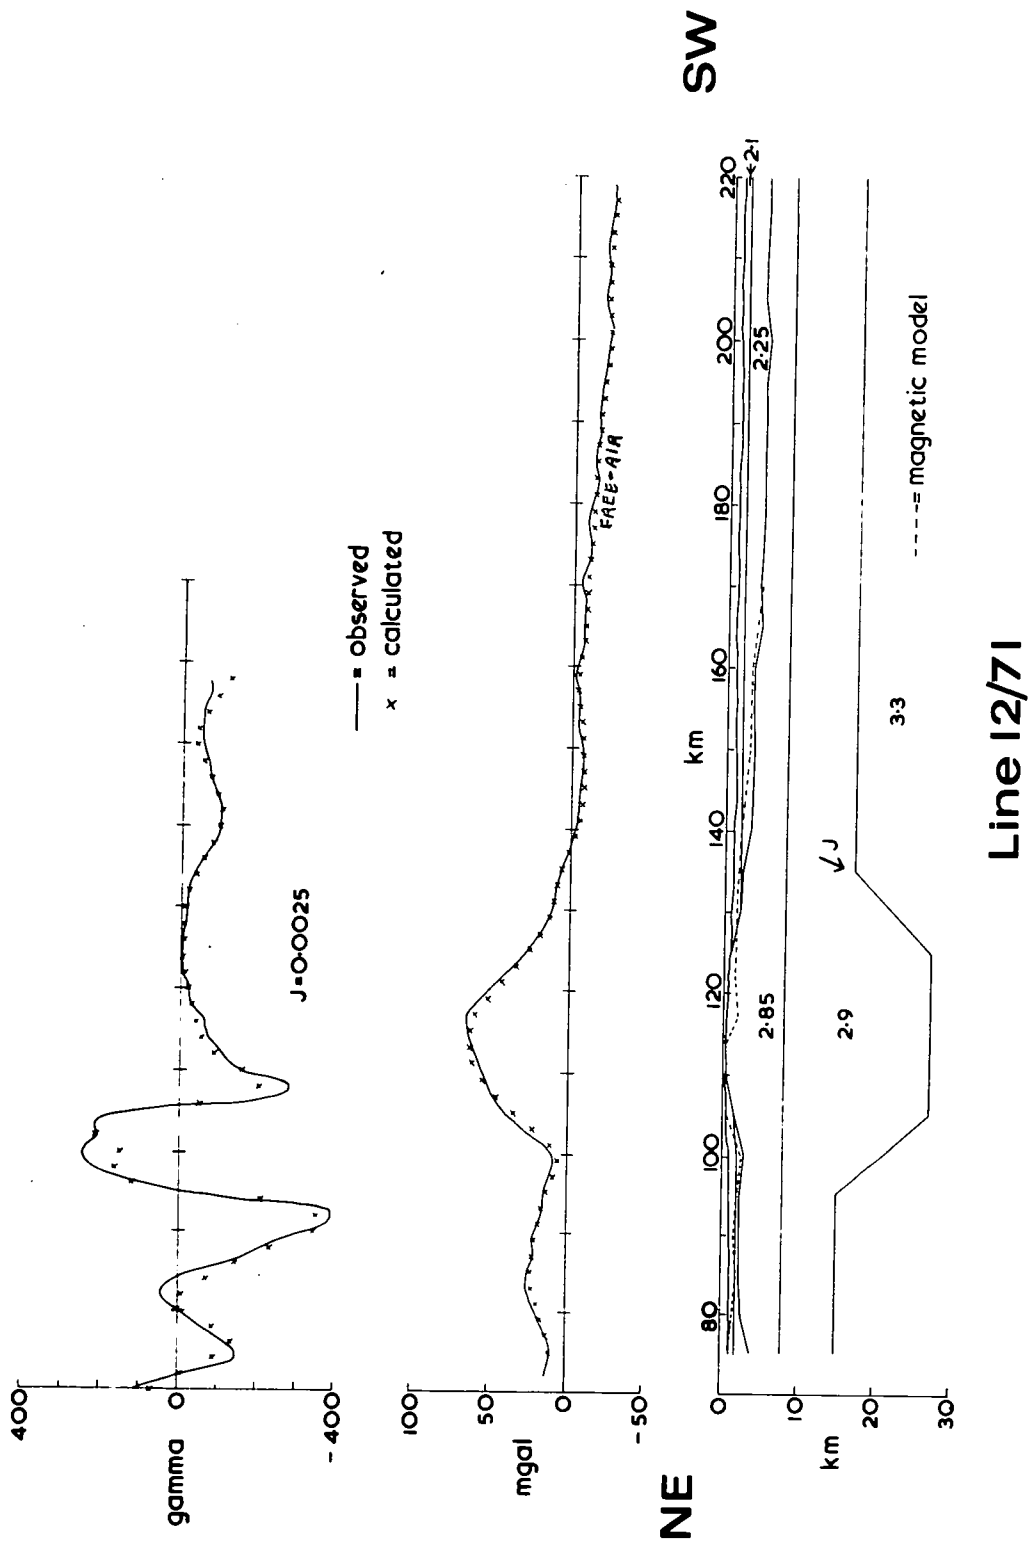 400
0
-400
gamma
J=0·0025
— = observed
x = calculated
100
50
0
-50
mgal
FREE-AIR
NE
SW
80
100
120
140
160
180
200
220
km
0
10
20
30
km
2·1
2·25
2·85
2·9
3·3
J
----= magnetic model
Line 12/71